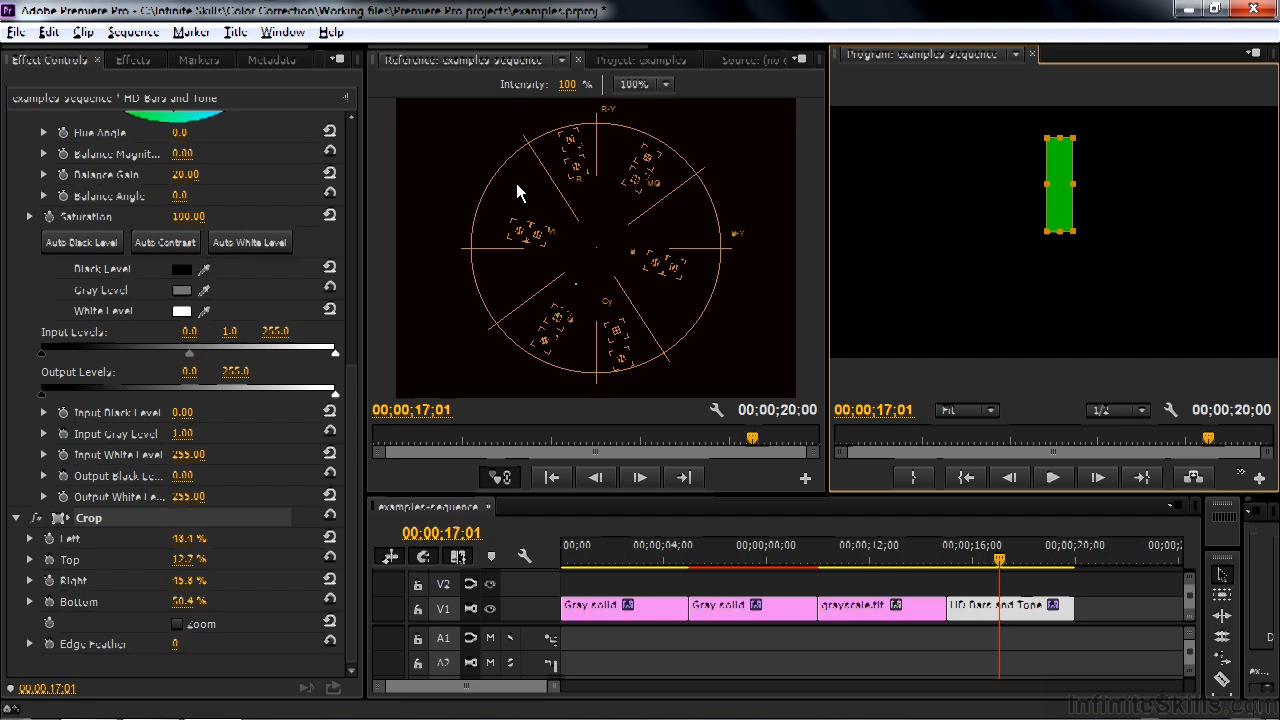 Adobe Premiere Pro - C:\Infinite Skills\Color Correction\Working files\Premiere Pro projects\examples.prproj *
File Edit Clip Sequence Marker Title Window Help
Effect Controls Effects Markers Metadata
Reference: examples sequence Project: examples Source: (no
Program: examples sequence
examples sequence * HD Bars and Tone
Intensity: 100 % 100%
Hue Angle 0.0
Balance Magnit... 0.00
Balance Gain 20.00
Balance Angle 0.0
Saturation 100.00
Auto Black Level Auto Contrast Auto White Level
Black Level
Gray Level
White Level
Input Levels: 0.0 1.0 255.0
Output Levels: 0.0 255.0
Input Black Level 0.00
Input Gray Level 1.00
Input White Level 255.00
Output Black Le... 0.00
Output White Le... 255.00
Crop
Left 48.4 %
Top 12.7 %
Right 45.8 %
Bottom 50.4 %
Zoom
Edge Feather 0
00;00;17;01
R-Y
R
MG
B-Y
Cy
00;00;17;01 00;00;20;00
00;00;17;01 Fit 1/2 00;00;20;00
examples-sequence
00;00;17;01
00;00 00;00;04;00 00;00;08;00 00;00;12;00 00;00;16;00 00;00;20;00
V2
V1 Gray solid Gray solid grayscale.tif HD Bars and Tone
A1 M S
A2 M S
ex...
InfiniteSkills.com